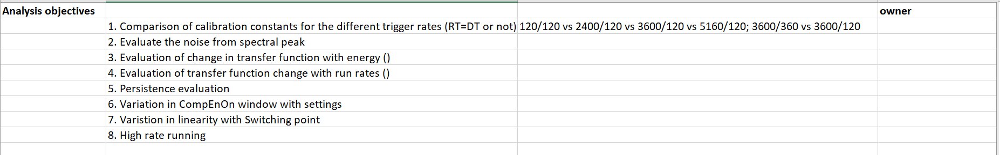 Analysis objectives owner
1. Comparison of calibration constants for the different trigger rates (RT=DT or not) 120/120 vs 2400/120 vs 3600/120 vs 5160/120; 3600/360 vs 3600/120
2. Evaluate the noise from spectral peak
3. Evaluation of change in transfer function with energy ()
4. Evaluation of transfer function change with run rates ()
5. Persistence evaluation
6. Variation in CompEnOn window with settings
7. Varistion in linearity with Switching point
8. High rate running